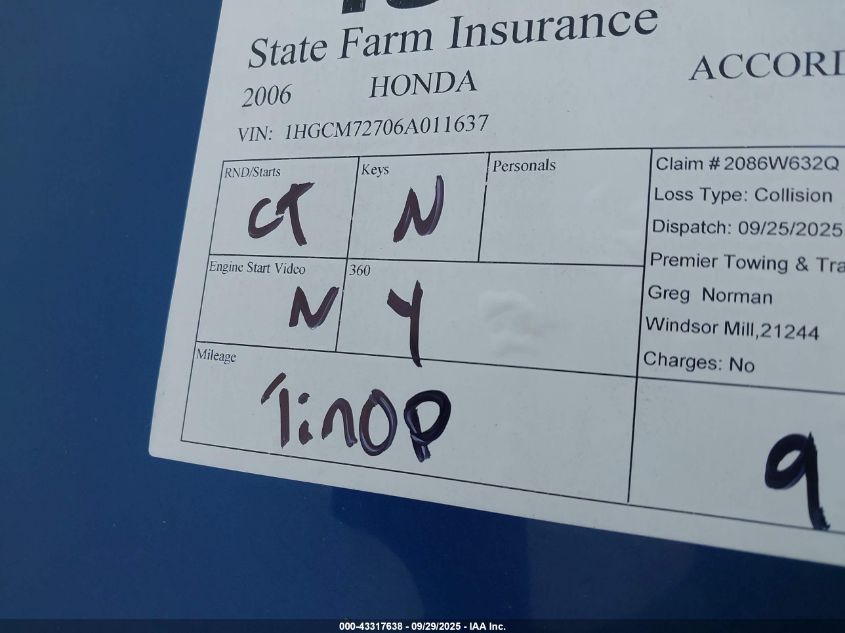 State Farm Insurance
2006 HONDA ACCORD
VIN: 1HGCM72706A011637
RND/Starts Keys Personals
CT N
Engine Start Video 360
N Y
Mileage
TinOP
Claim # 2086W632Q
Loss Type: Collision
Dispatch: 09/25/2025
Premier Towing & Tra
Greg Norman
Windsor Mill,21244
Charges: No
9
000-43317638 - 09/29/2025 - IAA Inc.